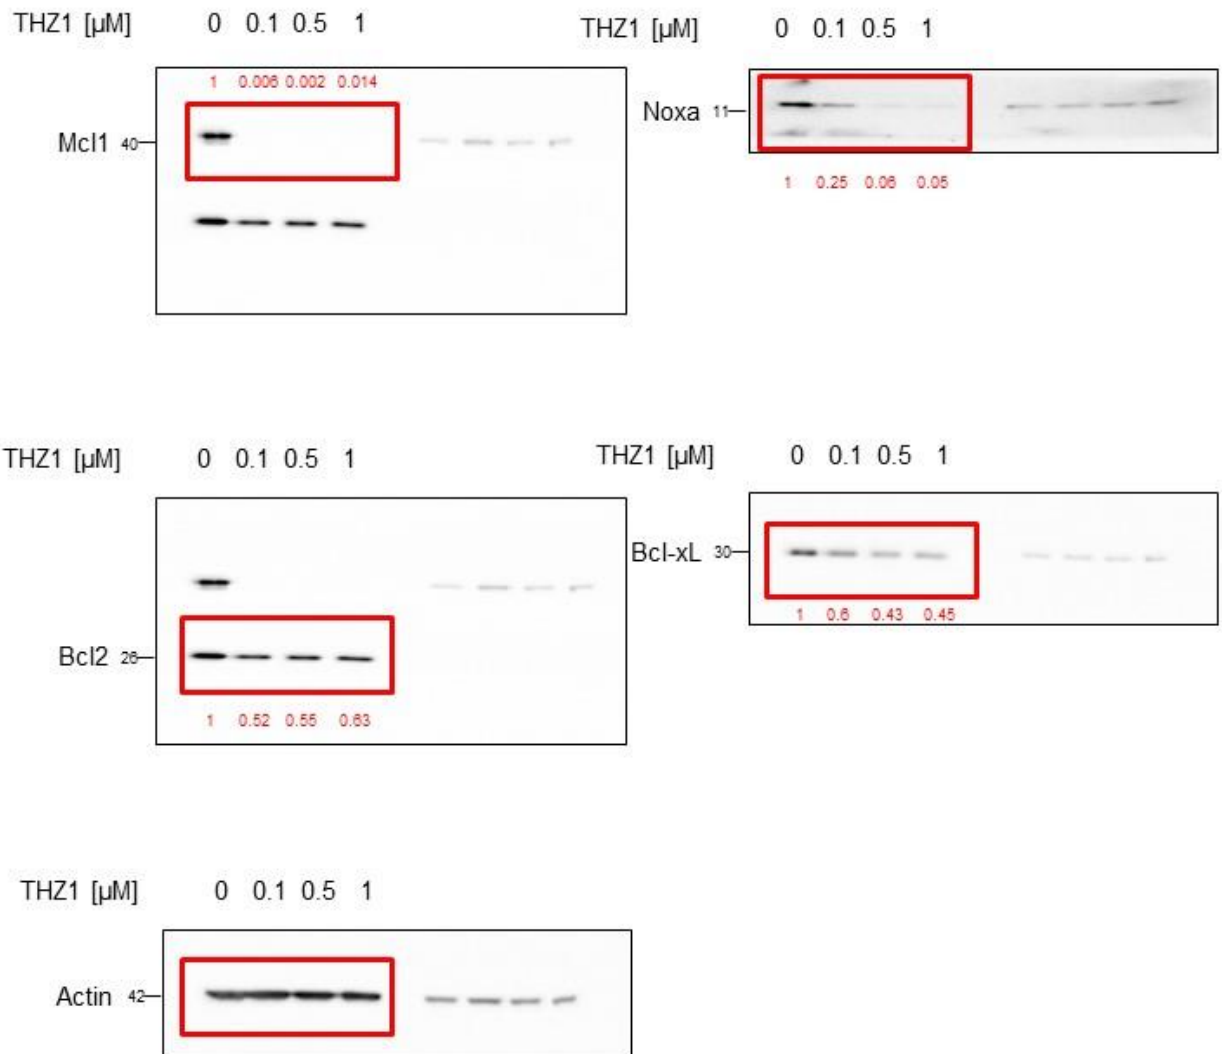 THZ1 [µM] 0 0.1 0.5 1
1 0.006 0.002 0.014
Mcl1 40
THZ1 [µM] 0 0.1 0.5 1
Noxa 11
1 0.25 0.06 0.05
THZ1 [µM] 0 0.1 0.5 1
Bcl2 26
1 0.52 0.55 0.63
THZ1 [µM] 0 0.1 0.5 1
Bcl-xL 30
1 0.6 0.43 0.45
THZ1 [µM] 0 0.1 0.5 1
Actin 42